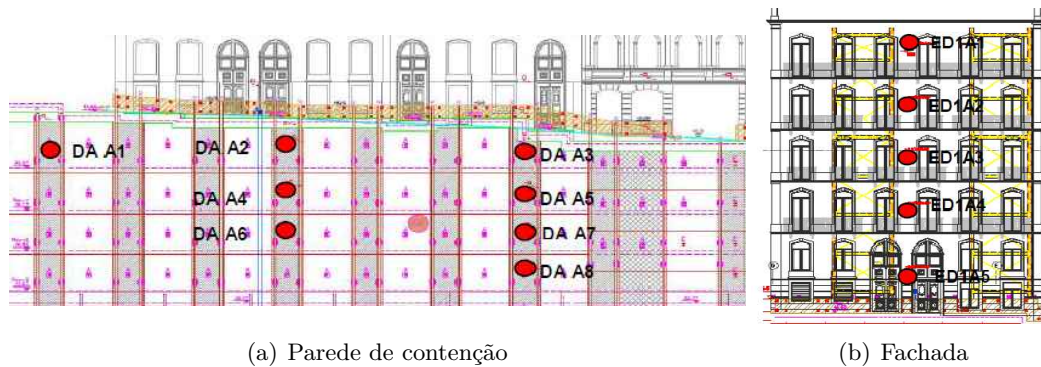 DA A1
DA A2
DA A3
DA A4
DA A5
DA A6
DA A7
DA A8
ED1A1
ED1A2
ED1A3
ED1A4
ED1A5
(a) Parede de contenção
(b) Fachada